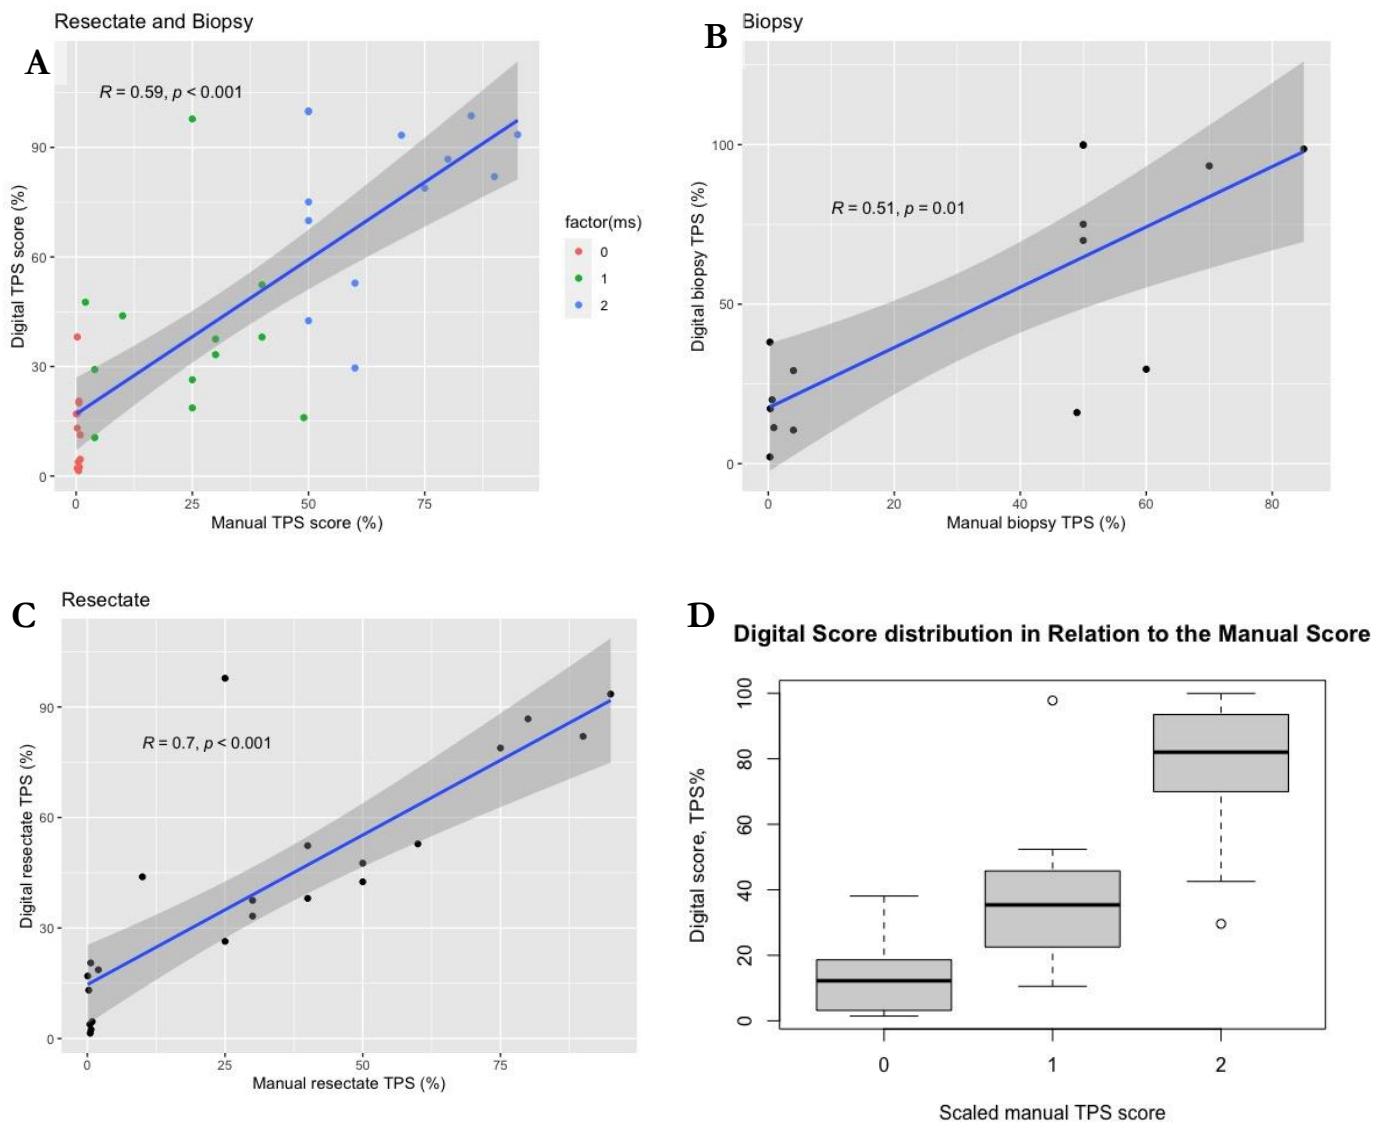 A
Resectate and Biopsy
R = 0.59, p < 0.001
90
60
30
0
0
25
50
75
Digital TPS score (%)
Manual TPS score (%)
factor(ms)
0
1
2
B
Biopsy
R = 0.51, p = 0.01
100
50
0
0
20
40
60
80
Digital biopsy TPS (%)
Manual biopsy TPS (%)
C
Resectate
R = 0.7, p < 0.001
90
60
30
0
0
25
50
75
Digital resectate TPS (%)
Manual resectate TPS (%)
D
Digital Score distribution in Relation to the Manual Score
100
80
60
40
20
0
0
1
2
Digital score, TPS%
Scaled manual TPS score